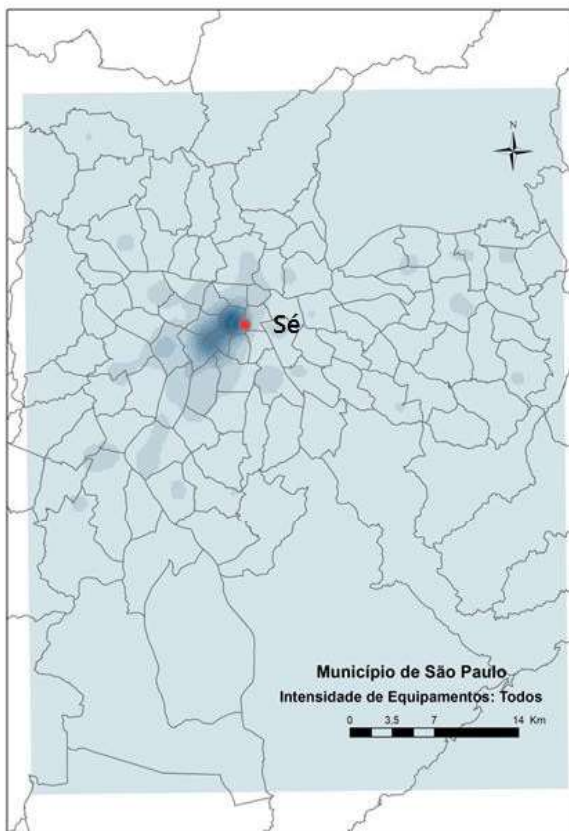 N
Sé
Município de São Paulo
Intensidade de Equipamentos: Todos
0 3,5 7 14 Km